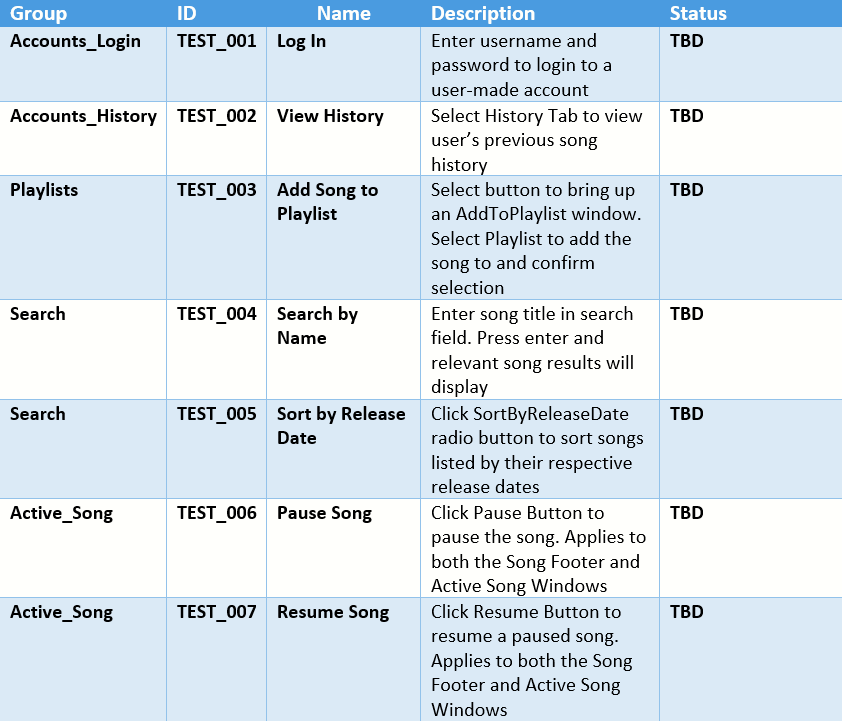 Group ID Name Description Status
Accounts_Login TEST_001 Log In Enter username and TBD
password to login to a
user-made account
Accounts_History TEST_002 View History Select History Tab to view TBD
user’s previous song
history
Playlists TEST_003 Add Song to Select button to bring up TBD
Playlist an AddToPlaylist window.
Select Playlist to add the
song to and confirm
selection
Search TEST_004 Search by Enter song title in search TBD
Name field. Press enter and
relevant song results will
display
Search TEST_005 Sort by Release Click SortByReleaseDate TBD
Date radio button to sort songs
listed by their respective
release dates
Active_Song TEST_006 Pause Song Click Pause Button to TBD
pause the song. Applies to
both the Song Footer and
Active Song Windows
Active_Song TEST_007 Resume Song Click Resume Button to TBD
resume a paused song.
Applies to both the Song
Footer and Active Song
Windows